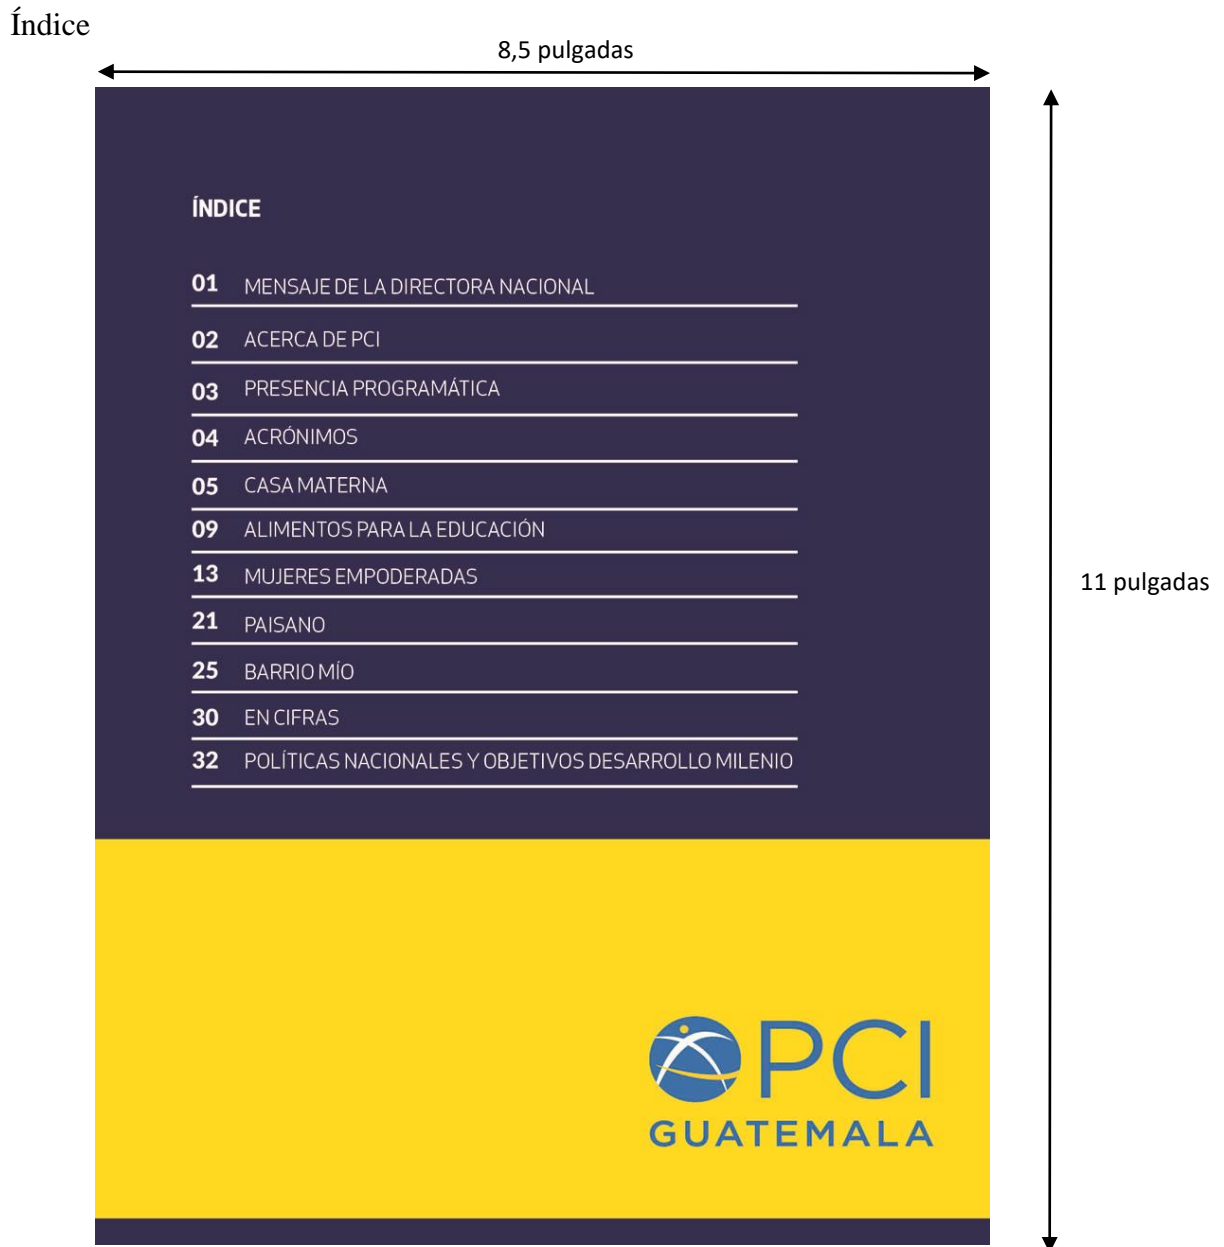 Índice
8,5 pulgadas
ÍNDICE
01 MENSAJE DE LA DIRECTORA NACIONAL
02 ACERCA DE PCI
03 PRESENCIA PROGRAMÁTICA
04 ACRÓNIMOS
05 CASA MATERNA
09 ALIMENTOS PARA LA EDUCACIÓN
13 MUJERES EMPODERADAS
11 pulgadas
21 PAISANO
25 BARRIO MÍO
30 EN CIFRAS
32 POLÍTICAS NACIONALES Y OBJETIVOS DESARROLLO MILENIO
PCI
GUATEMALA